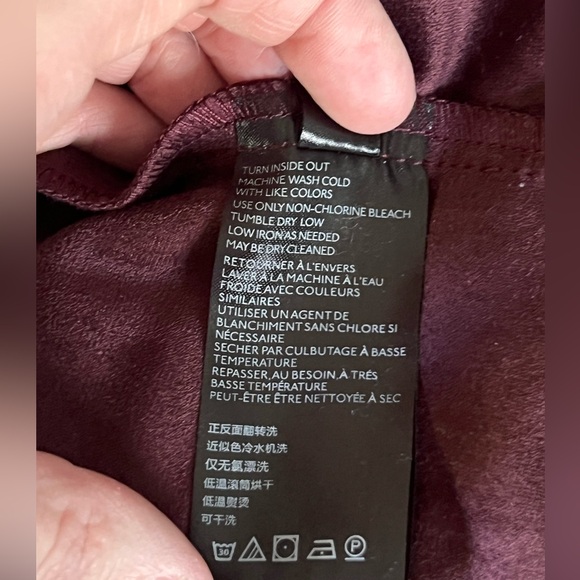 TURN INSIDE OUT
MACHINE WASH COLD
WITH LIKE COLORS
USE ONLY NON-CHLORINE BLEACH
TUMBLE DRY LOW
LOW IRON AS NEEDED
MAY BE DRYCLEANED
RETOURNER À L'ENVERS
LAVER À LA MACHINE À L'EAU
FROIDE AVEC COULEURS
SIMILAIRES
UTILISER UN AGENT DE
BLANCHIMENT SANS CHLORE SI
NÉCESSAIRE
SECHER PAR CULBUTAGE À BASSE
TEMPERATURE
REPASSER, AU BESOIN, À TRÉS
BASSE TEMPÉRATURE
PEUT-ÊTRE ÊTRE NETTOYÉE À SEC
正反面翻转洗
近似色冷水机洗
仅无氯漂洗
低温滚筒烘干
低温熨烫
可干洗
30 P